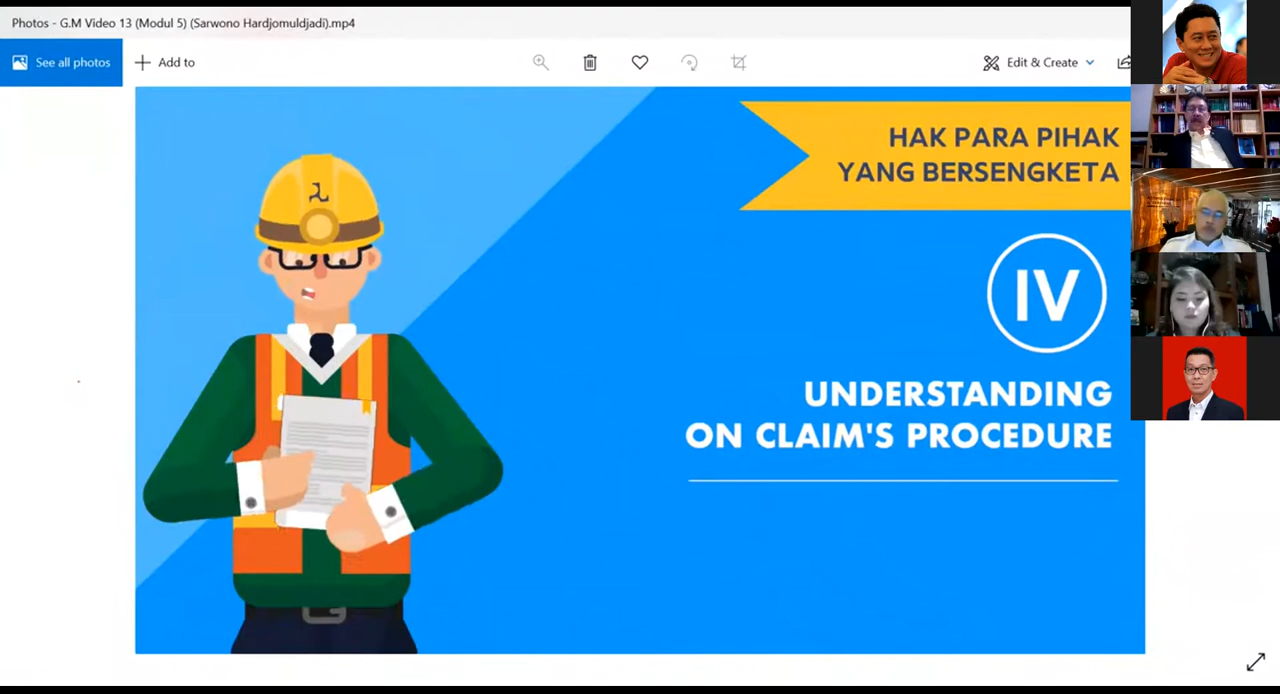 Photos - G.M Video 13 (Modul 5) (Sarwono Hardjomuldjadi).mp4
See all photos
Add to
Edit & Create
HAK PARA PIHAK
YANG BERSENGKETA
IV
UNDERSTANDING
ON CLAIM'S PROCEDURE